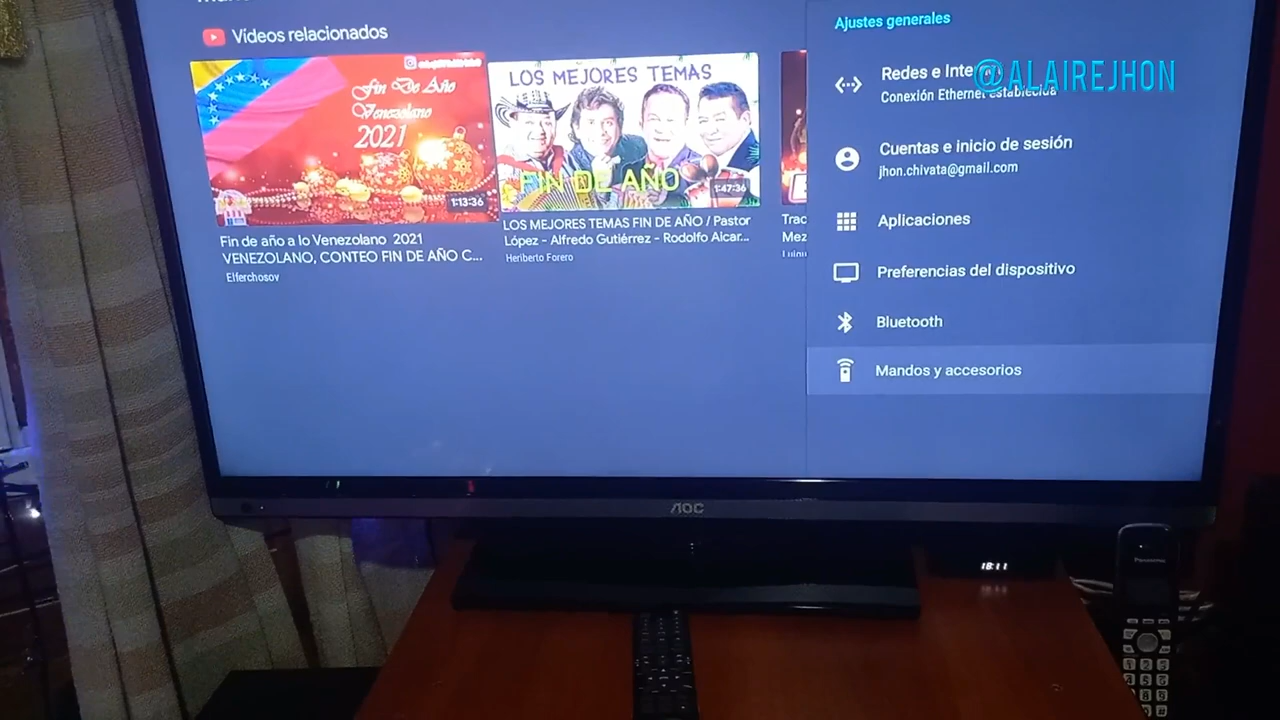 Ajustes generales
Vídeos relacionados
Redes e Inte
@ALAIREJHON
Conexión Ethernet establecida
Cuentas e inicio de sesión
jhon.chivata@gmail.com
Aplicaciones
Preferencias del dispositivo
Bluetooth
Mandos y accesorios
Fin De Año
Venezolano
2021
1:13:36
LOS MEJORES TEMAS
FIN DE AÑO
1:47:36
Fin de año a lo Venezolano 2021
VENEZOLANO, CONTEO FIN DE AÑO C...
Elferchosov
LOS MEJORES TEMAS FIN DE AÑO / Pastor
López - Alfredo Gutiérrez - Rodolfo Aicar...
Heriberto Forero
Trac
Mez
AOC
18:11
Panasonic